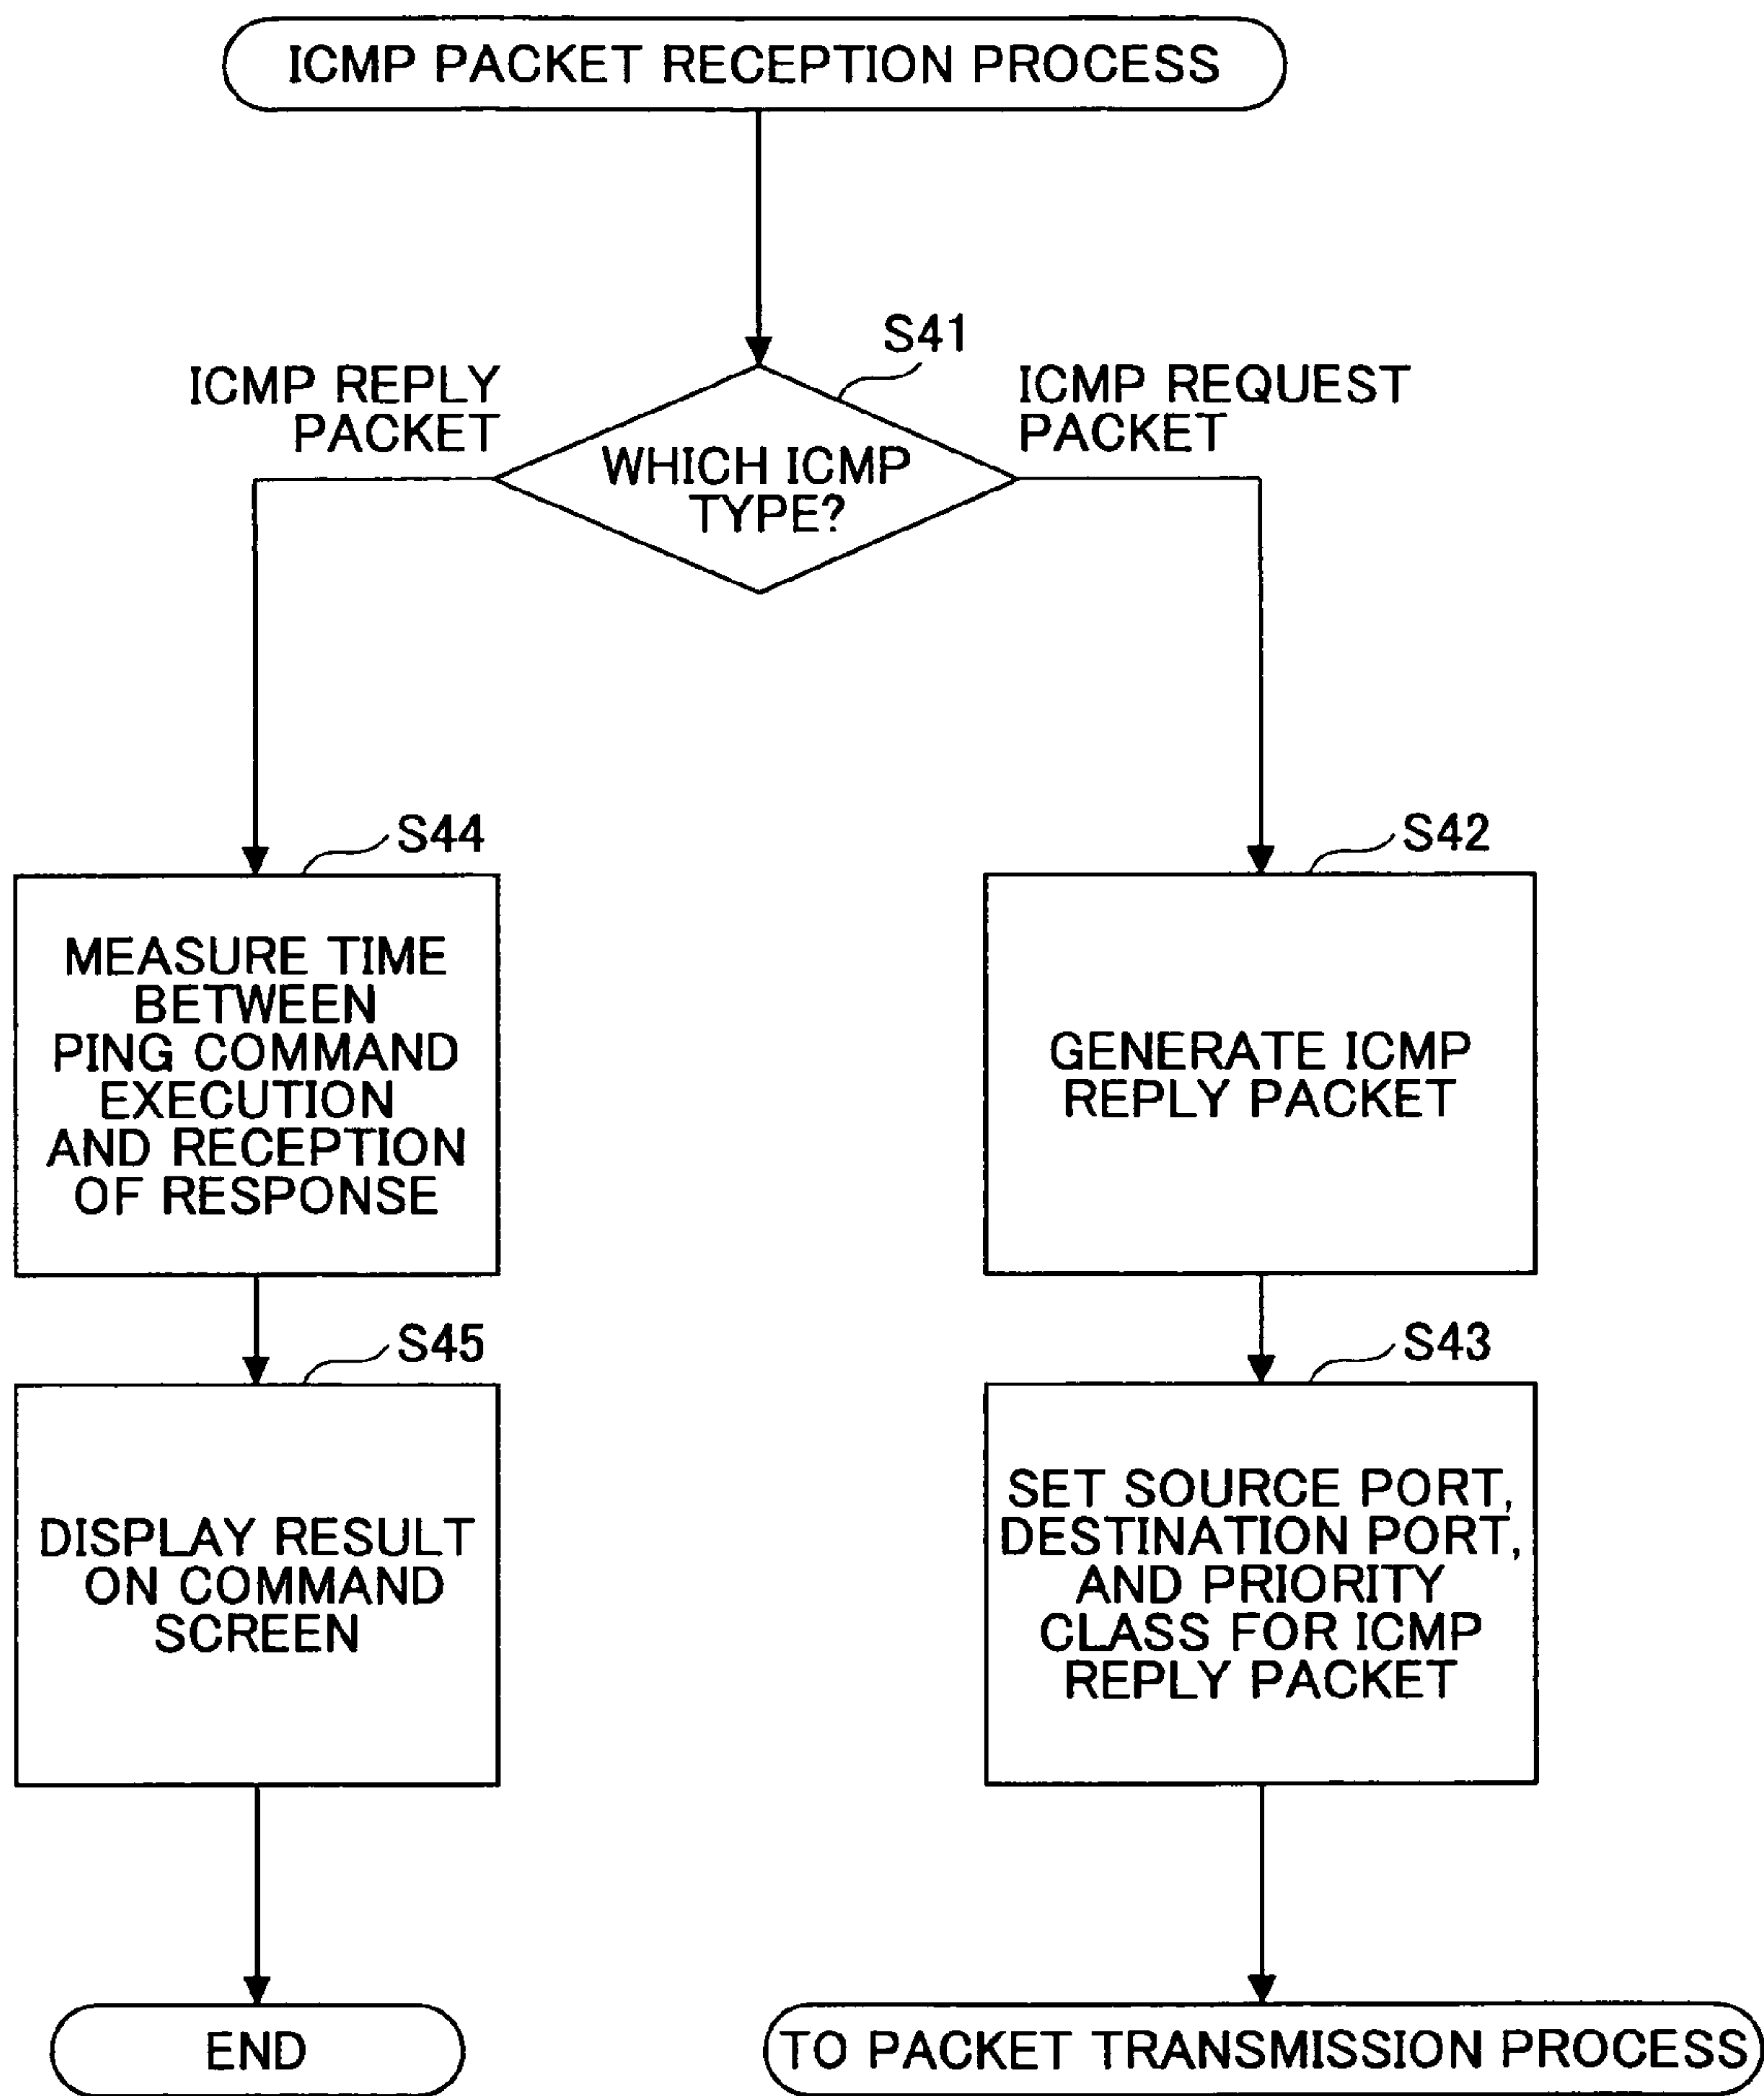 ICMP PACKET RECEPTION PROCESS
S41
ICMP REPLY
PACKET
ICMP REQUEST
PACKET
WHICH ICMP
TYPE?
S44
MEASURE TIME
BETWEEN
PING COMMAND
EXECUTION
AND RECEPTION
OF RESPONSE
S42
GENERATE ICMP
REPLY PACKET
S45
DISPLAY RESULT
ON COMMAND
SCREEN
S43
SET SOURCE PORT,
DESTINATION PORT,
AND PRIORITY
CLASS FOR ICMP
REPLY PACKET
END
TO PACKET TRANSMISSION PROCESS